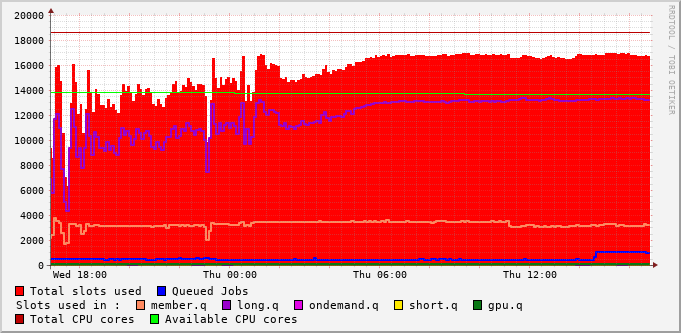 20000
18000
16000
14000
12000
10000
8000
6000
4000
2000
0
Wed 18:00 Thu 00:00 Thu 06:00 Thu 12:00
Total slots used Queued Jobs
Slots used in : member.q long.q ondemand.q short.q gpu.q
Total CPU cores Available CPU cores
RRDTOOL / TOBI OETIKER